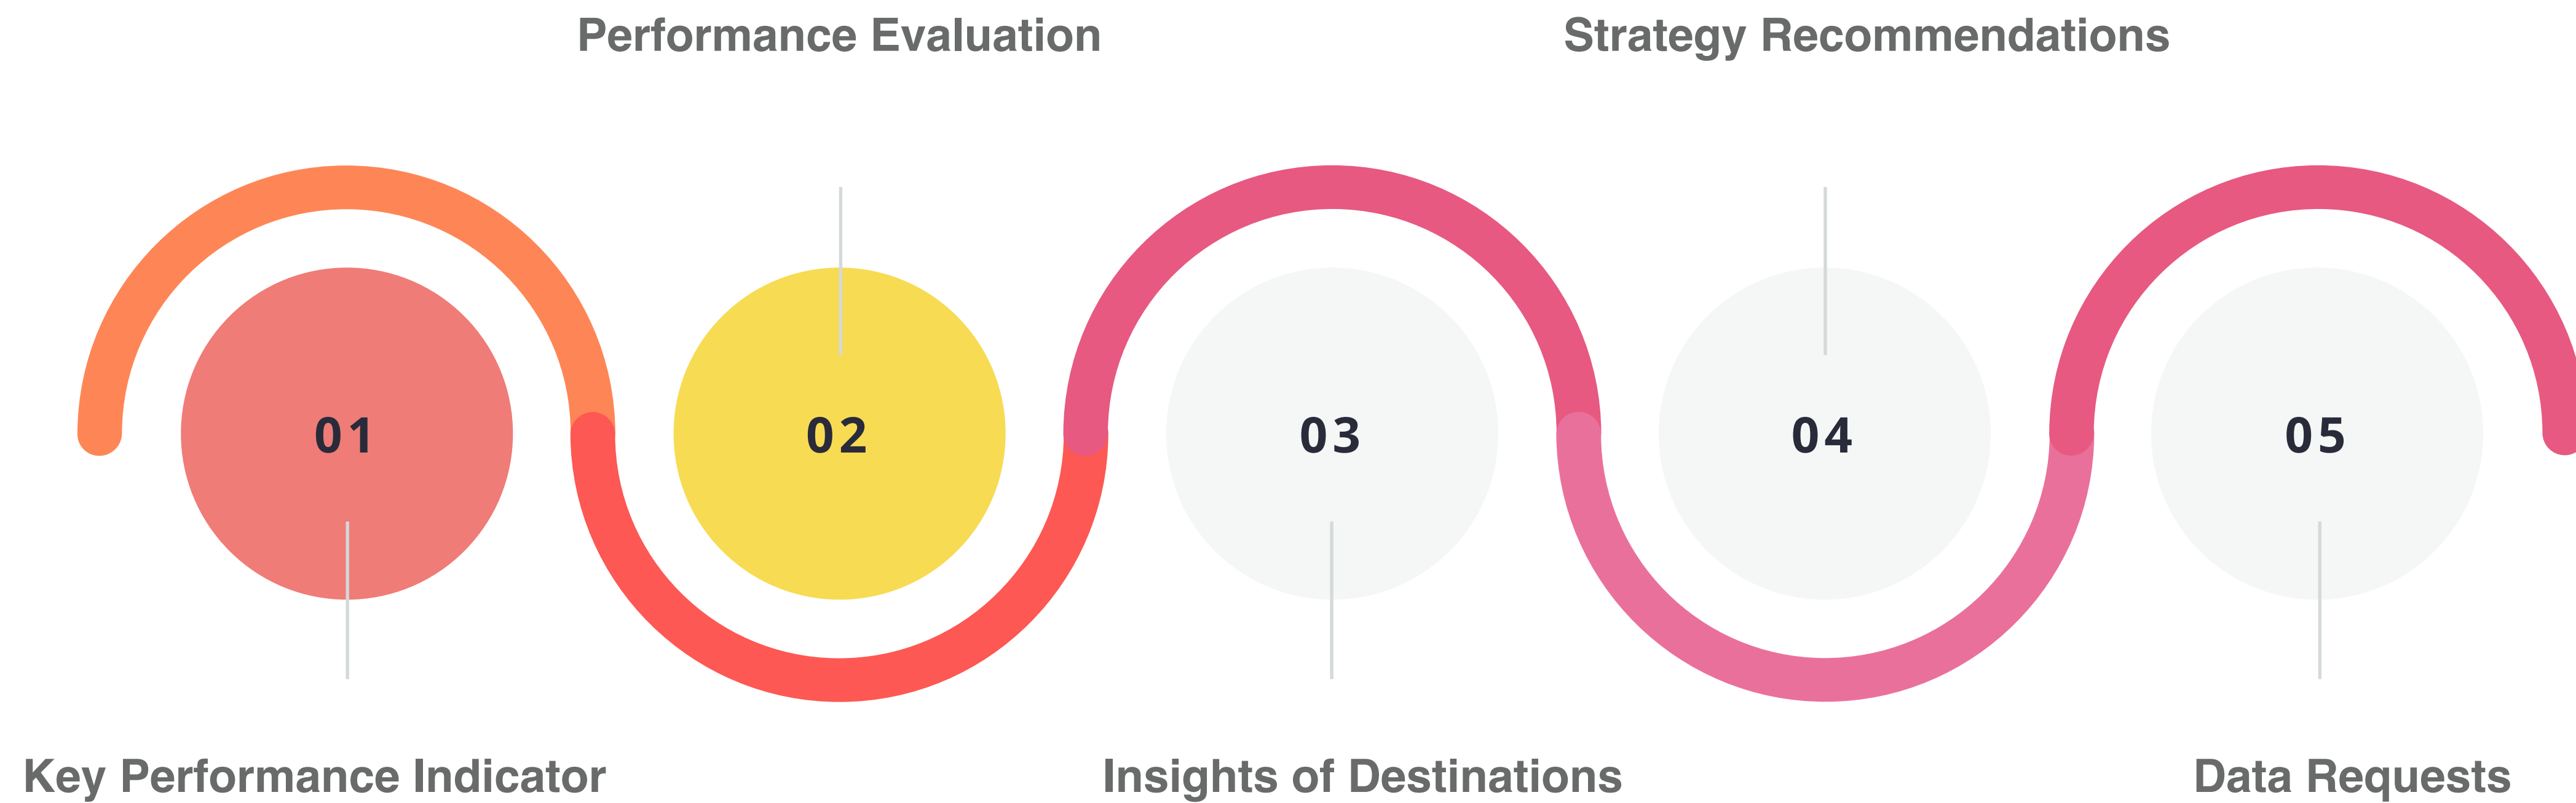 Performance Evaluation
Strategy Recommendations
01
02
03
04
05
Key Performance Indicator
Insights of Destinations
Data Requests